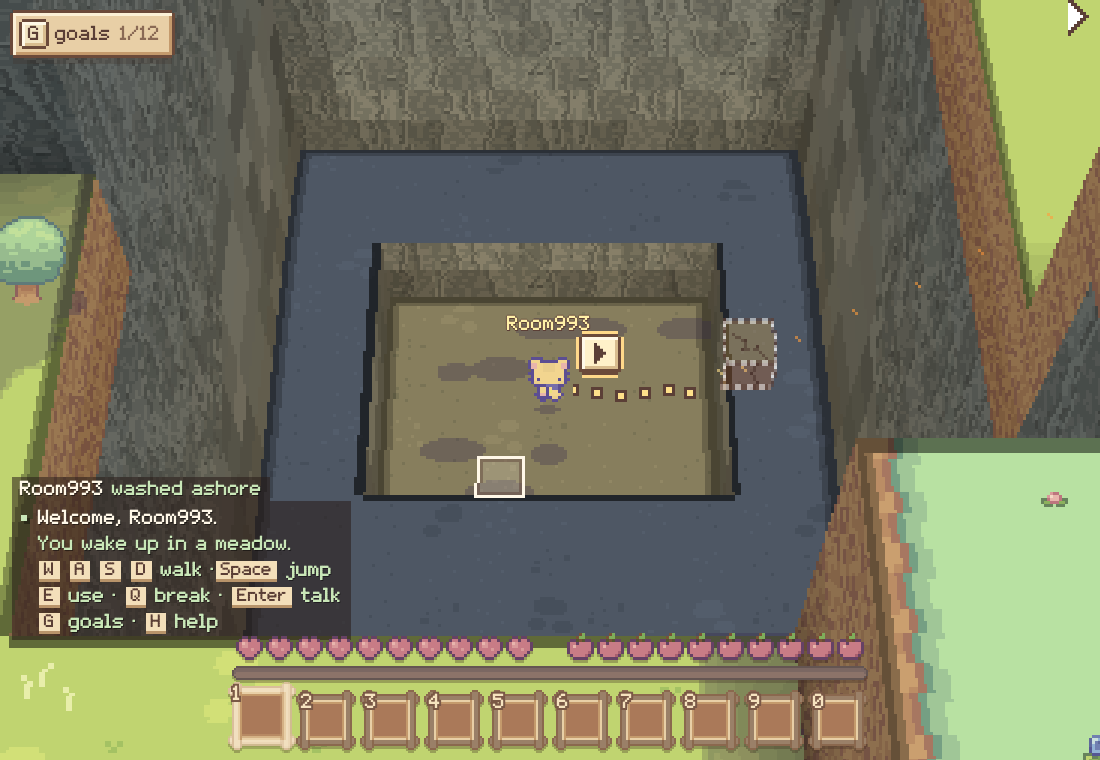 G goals 1/12
Room993
Room993 washed ashore
Welcome, Room993.
You wake up in a meadow.
W A S D walk · Space jump
E use · Q break · Enter talk
G goals · H help
1 2 3 4 5 6 7 8 9 0